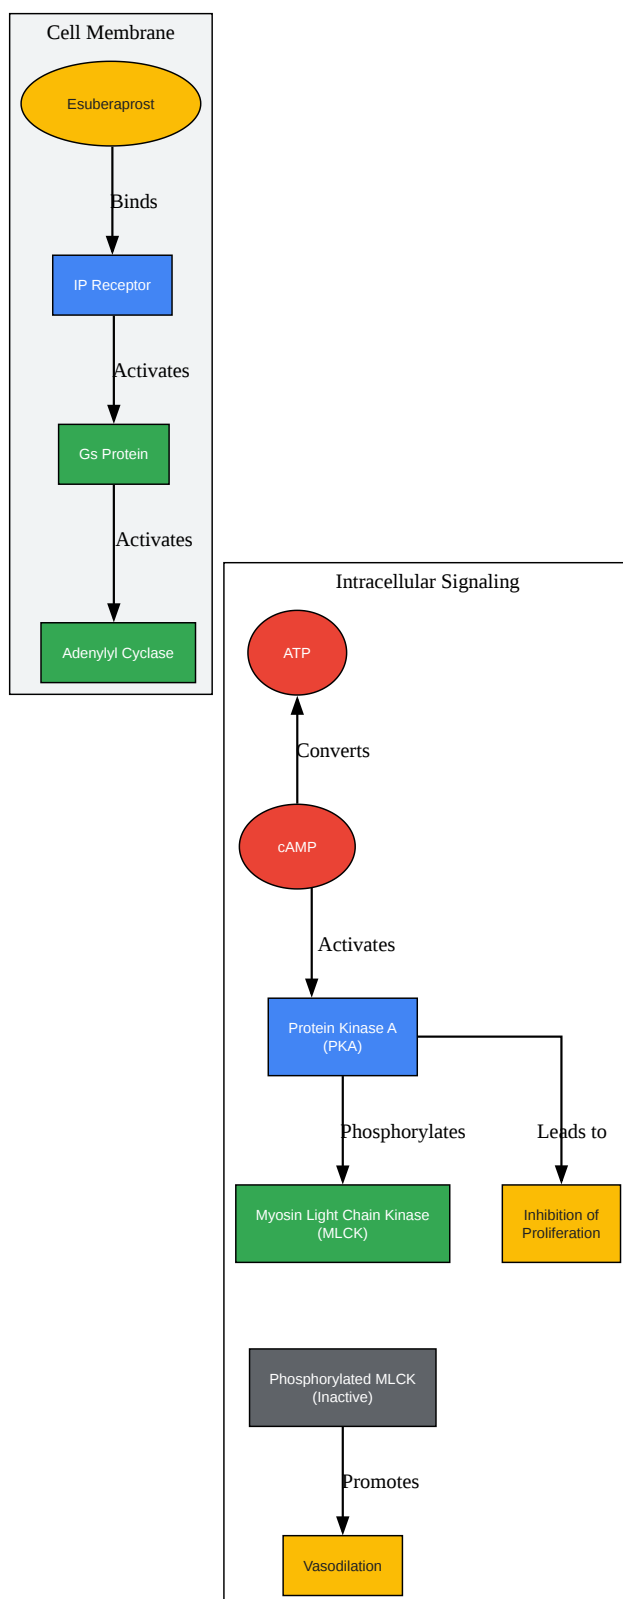 Cell Membrane
Esuberaprost
Binds
IP Receptor
Activates
Gs Protein
Activates
Adenylyl Cyclase
Intracellular Signaling
ATP
Converts
cAMP
Activates
Protein Kinase A
(PKA)
Phosphorylates
Leads to
Myosin Light Chain Kinase
(MLCK)
Inhibition of
Proliferation
Phosphorylated MLCK
(Inactive)
Promotes
Vasodilation